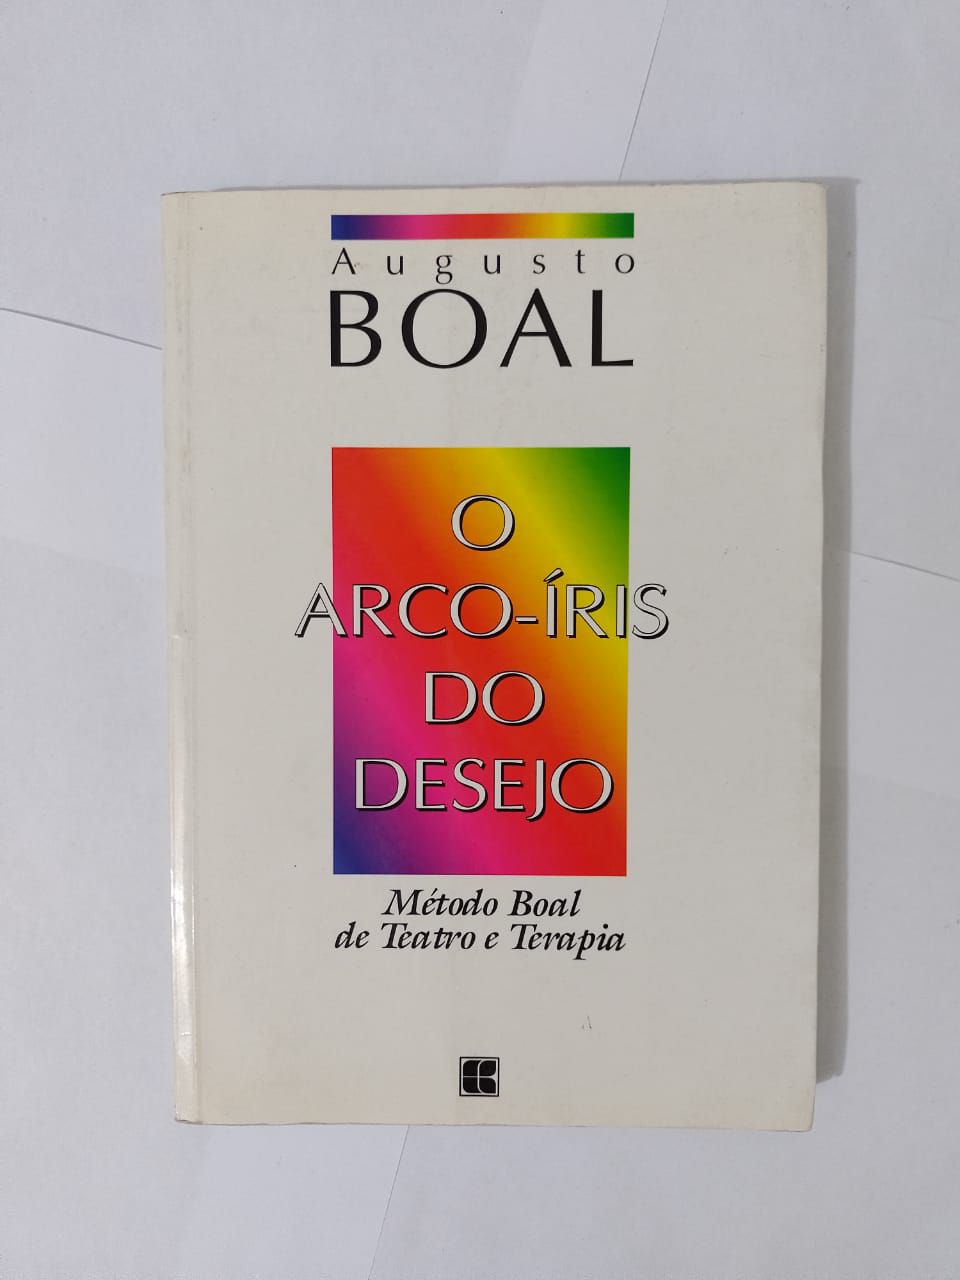 Augusto
BOAL
O
ARCO-ÍRIS
DO
DESEJO
Método Boal
de Teatro e Terapia